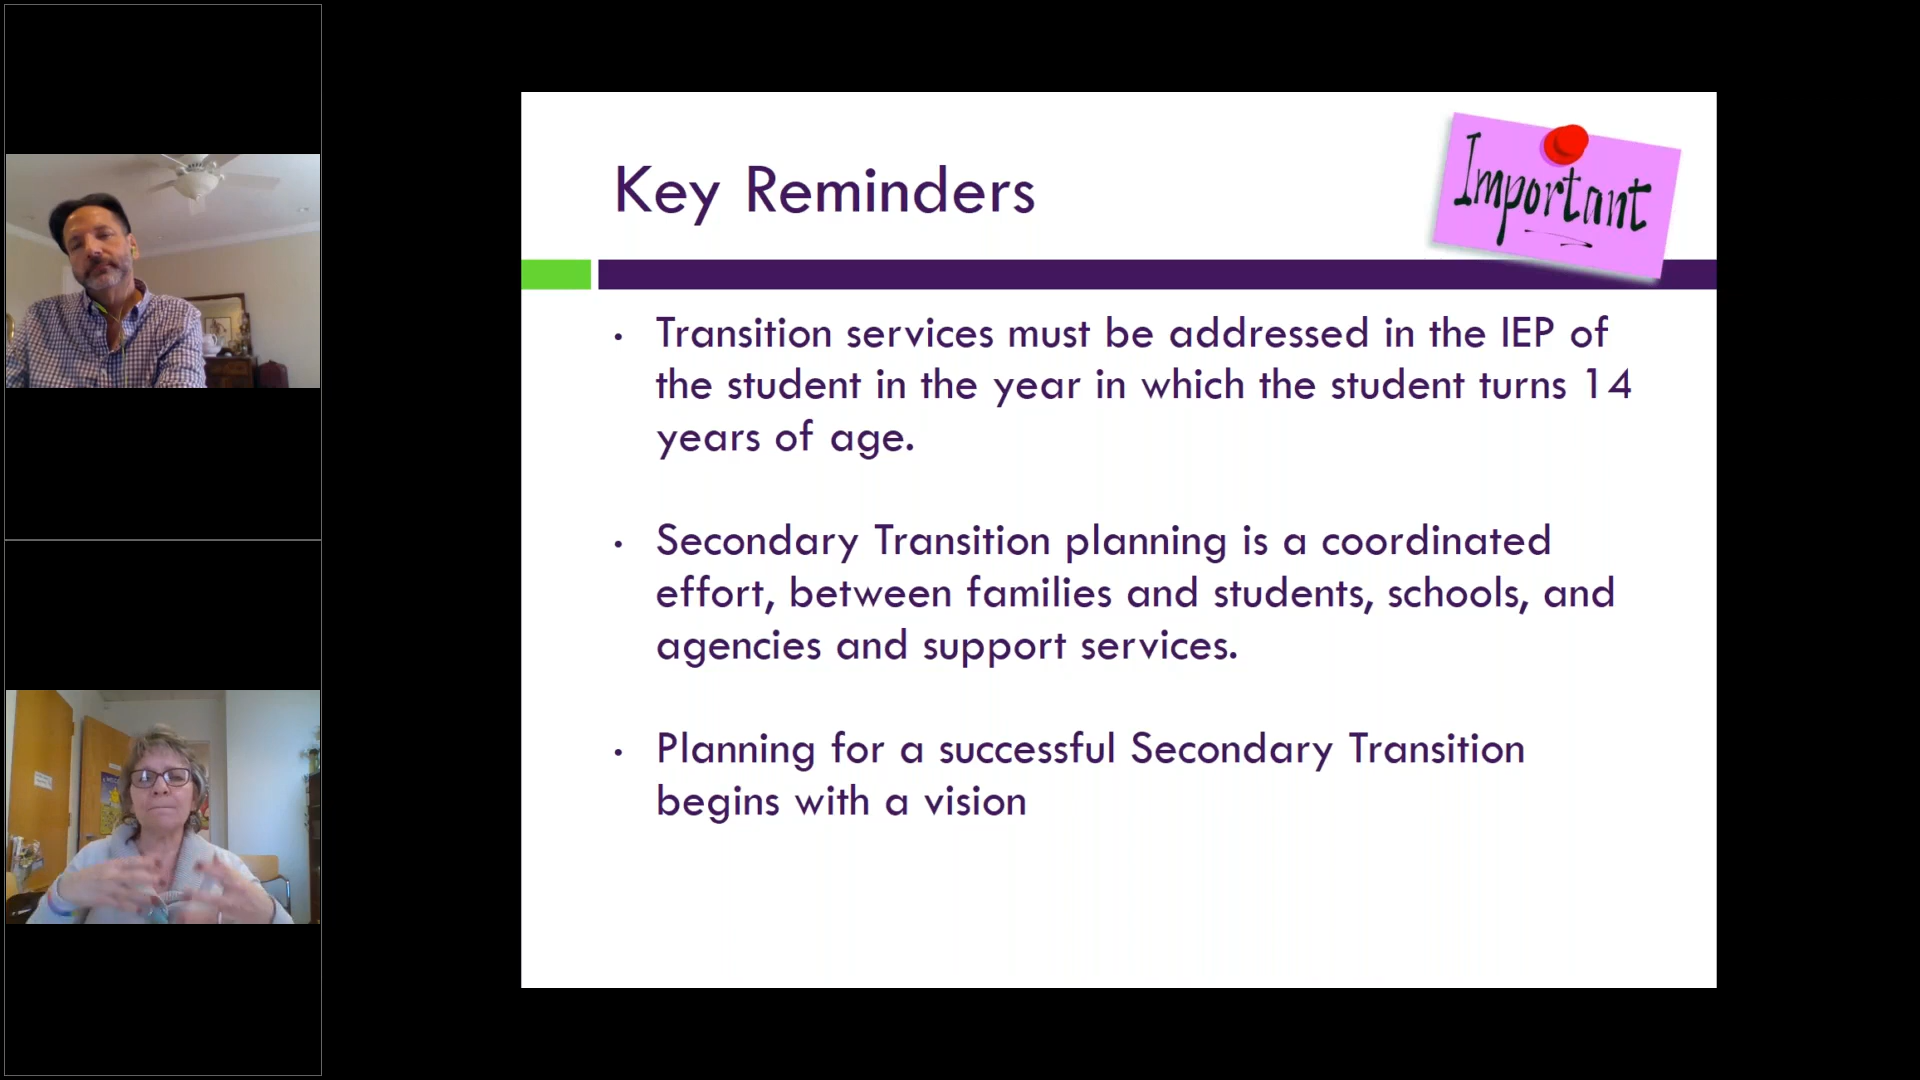 Key Reminders
Important
• Transition services must be addressed in the IEP of
the student in the year in which the student turns 14
years of age.
• Secondary Transition planning is a coordinated
effort, between families and students, schools, and
agencies and support services.
• Planning for a successful Secondary Transition
begins with a vision